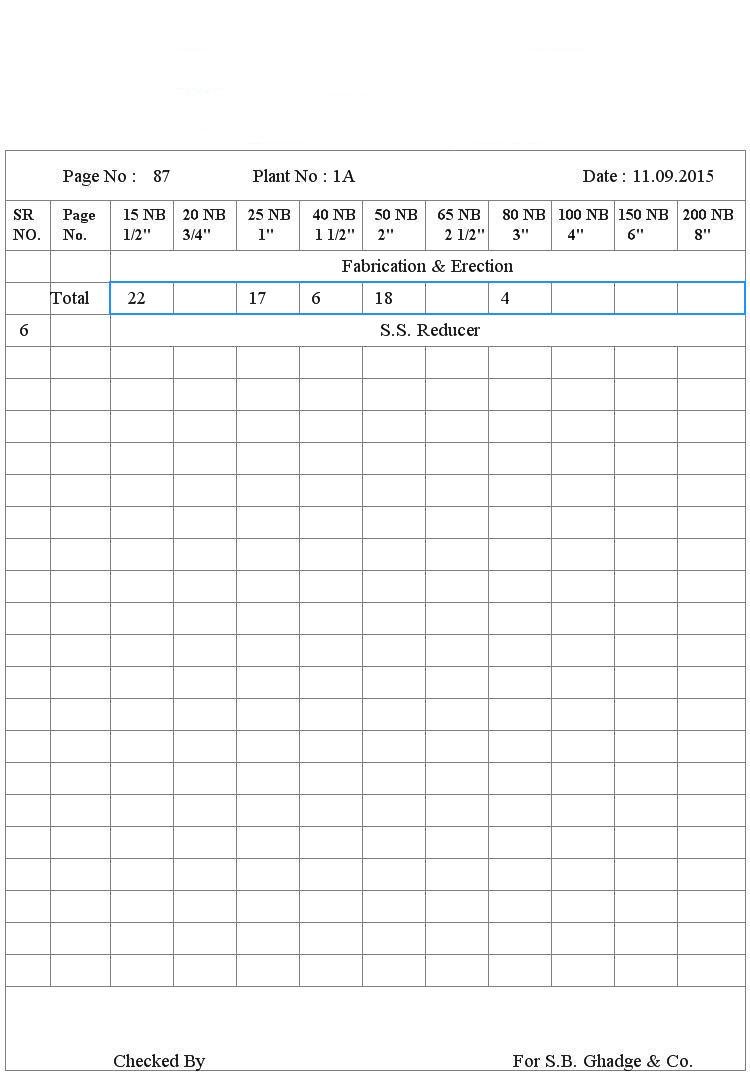 Page No : 87 Plant No : 1A Date : 11.09.2015
SR Page 15 NB 20 NB 25 NB 40 NB 50 NB 65 NB 80 NB 100 NB 150 NB 200 NB
NO. No. 1/2" 3/4" 1" 1 1/2" 2" 2 1/2" 3" 4" 6" 8"
Fabrication & Erection
Total 22 17 6 18 4
6 S.S. Reducer
Checked By For S.B. Ghadge & Co.